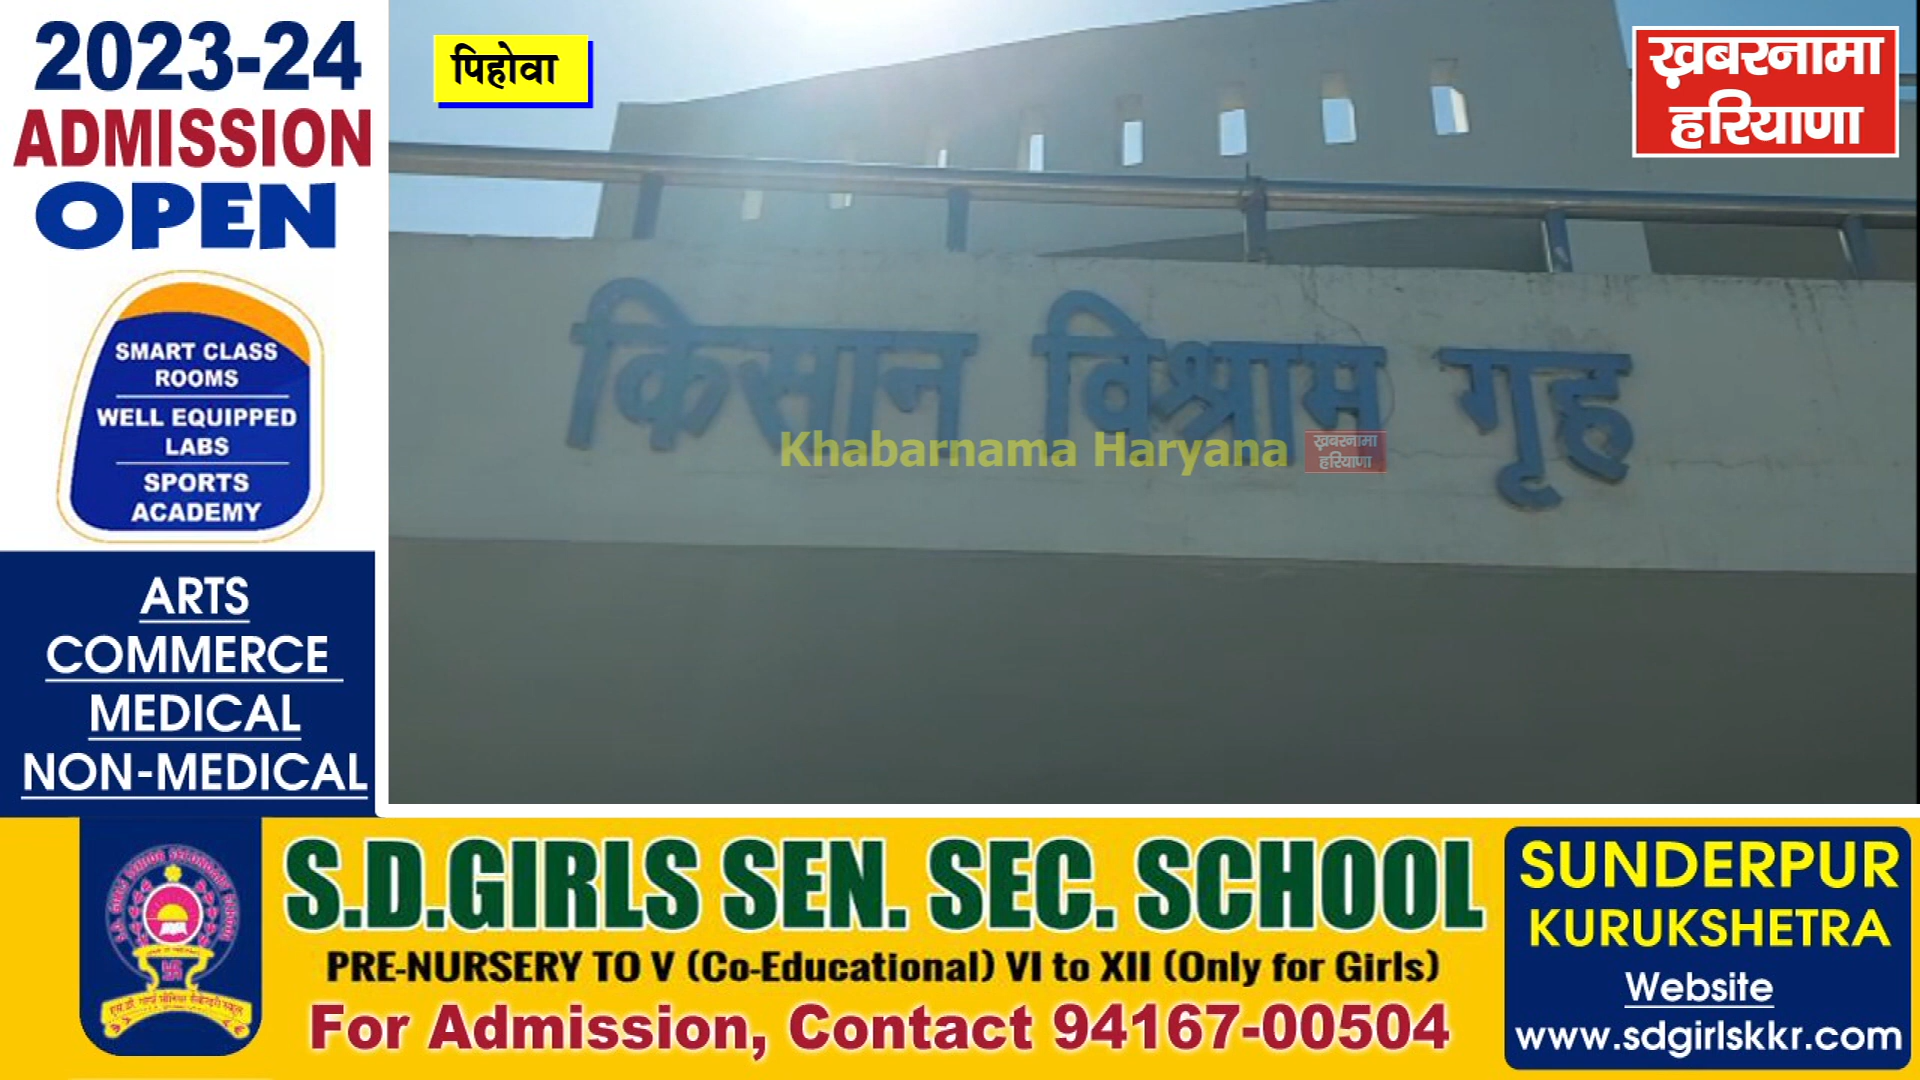 2023-24
ADMISSION
OPEN
SMART CLASS
ROOMS
WELL EQUIPPED
LABS
SPORTS
ACADEMY
ARTS
COMMERCE
MEDICAL
NON-MEDICAL
पिहोवा
ख़बरनामा
हरियाणा
किसान विश्राम गृह
Khabarnama Haryana
ख़बरनामा
हरियाणा
S.D.GIRLS SEN. SEC. SCHOOL
PRE-NURSERY TO V (Co-Educational) VI to XII (Only for Girls)
For Admission, Contact 94167-00504
SUNDERPUR
KURUKSHETRA
Website
www.sdgirlskkr.com